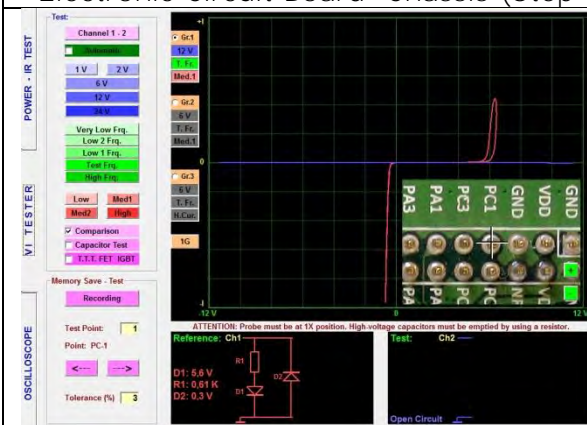 Electronic Circuit Board Chassis (Step
POWER - IR TEST
VI TESTER
OSCILLOSCOPE
Test:
Channel 1 - 2
Automatic
1 V
2 V
6 V
12 V
24 V
Very Low Frq.
Low 2 Frq.
Low 1 Frq.
Test Frq.
High Frq.
Low
Med1
Med2
High
Comparison
Capacitor Test
T.T.T. FET IGBT
Memory Save - Test
Recording
Test Point:
1
Point: PC-1
<---
--->
Tolerance (%)
3
Gr.1
12 V
T. Fr.
Med.1
Gr.2
6 V
T. Fr.
Med.1
Gr.3
6 V
T. Fr.
H.Cur.
1G
+1
0
-1
-12 V
0
12 V
PA3
PA1
PC3
PC1
GND
VDD
GND
+
-
ATTENTION: Probe must be at 1X position. High-voltage capacitors must be emptied by using a resistor.
Reference: Ch1
D1: 5,6 V
R1: 0,61 K
D2: 0,3 V
R1
D1
D2
Test: Ch2
Open Circuit